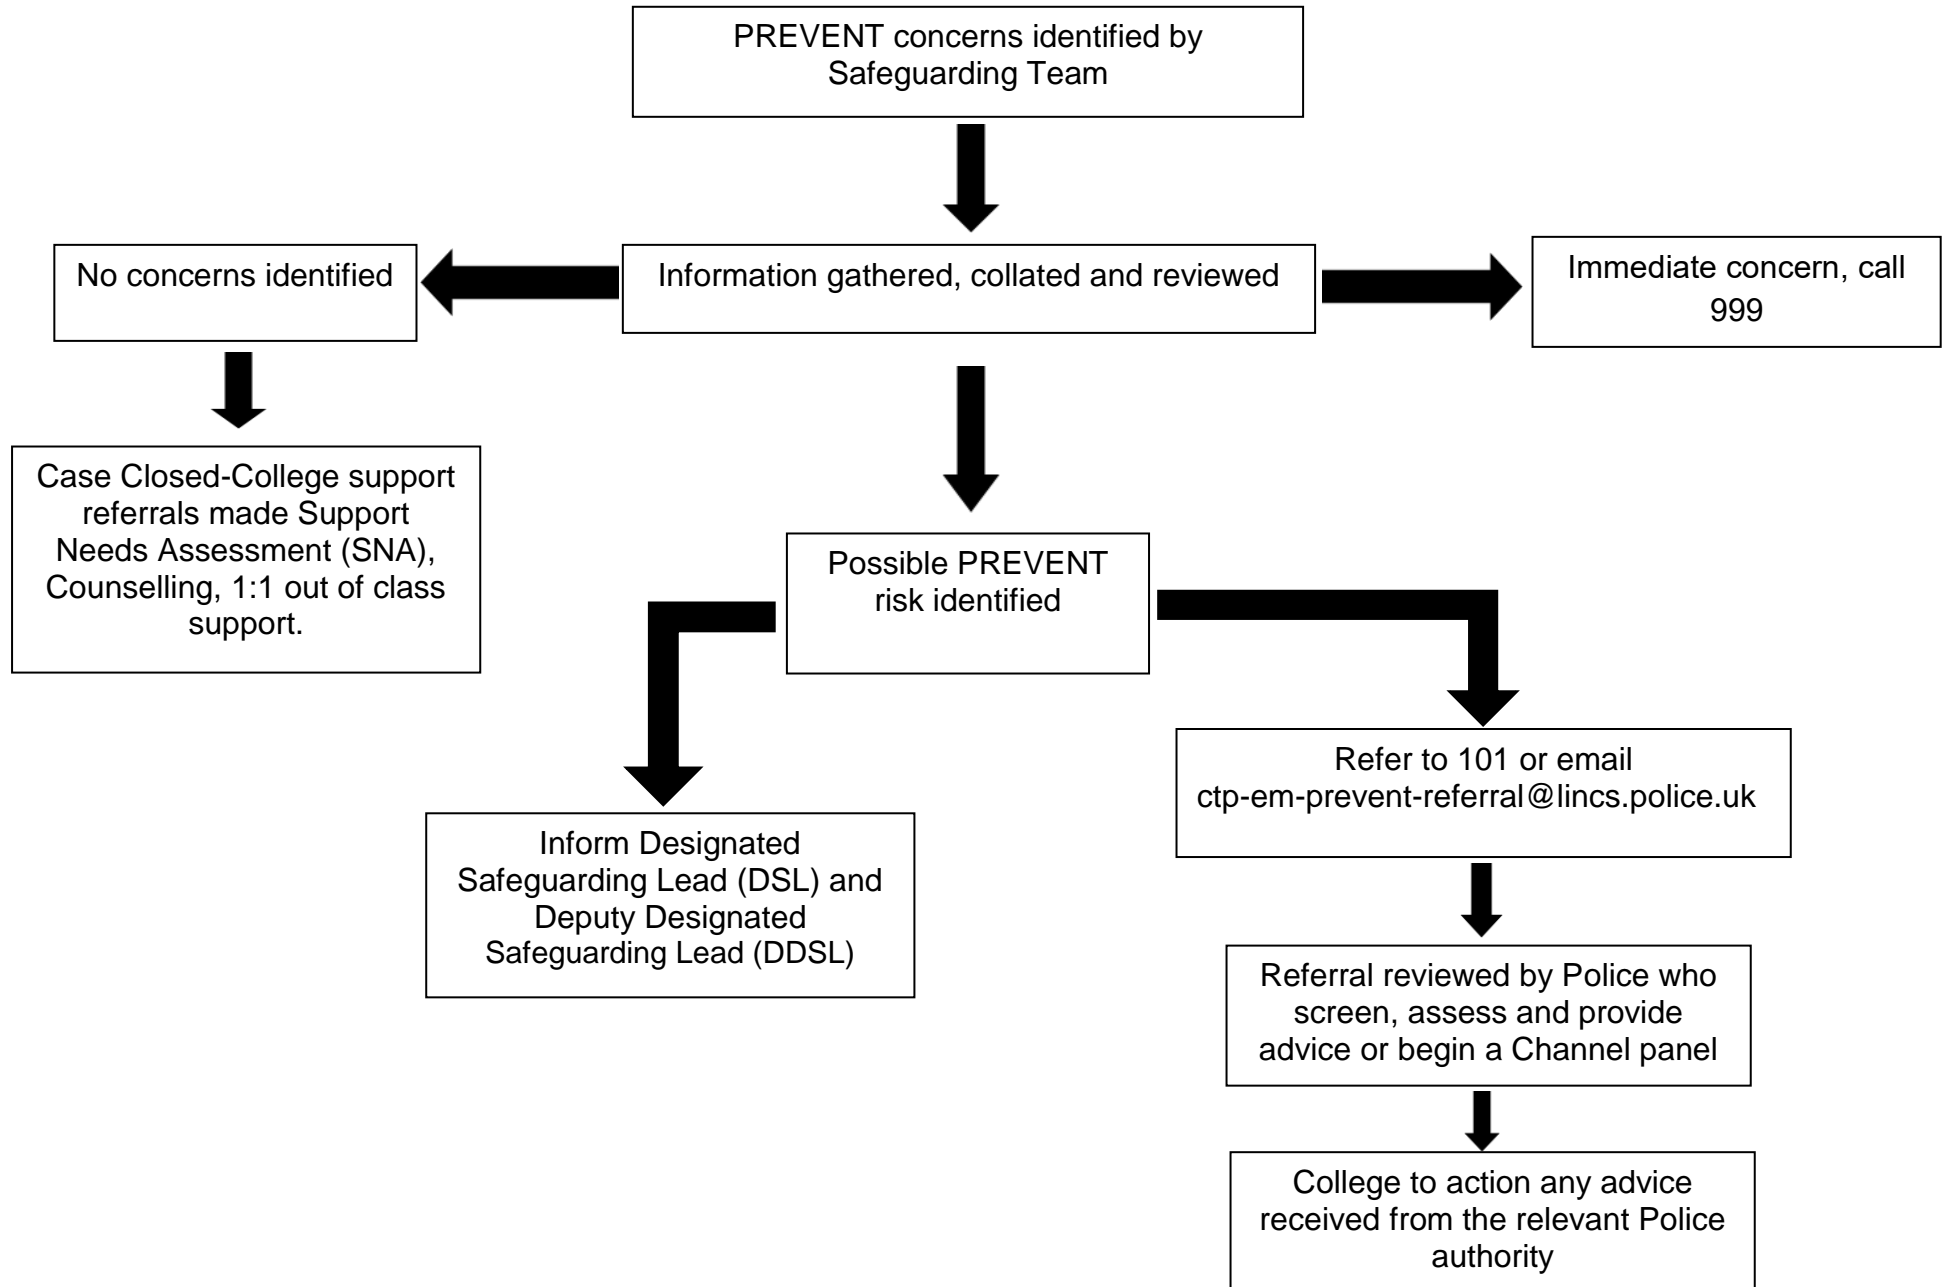 PREVENT concerns identified by
Safeguarding Team
No concerns identified
Information gathered, collated and reviewed
Immediate concern, call
999
Case Closed-College support
referrals made Support
Needs Assessment (SNA),
Counselling, 1:1 out of class
support.
Possible PREVENT
risk identified
Inform Designated
Safeguarding Lead (DSL) and
Deputy Designated
Safeguarding Lead (DDSL)
Refer to 101 or email
ctp-em-prevent-referral@lincs.police.uk
Referral reviewed by Police who
screen, assess and provide
advice or begin a Channel panel
College to action any advice
received from the relevant Police
authority